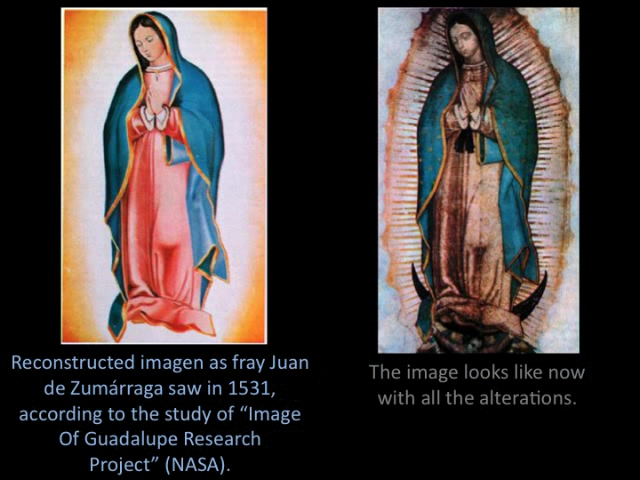 Reconstructed imagen as fray Juan
de Zumárraga saw in 1531,
according to the study of “Image
Of Guadalupe Research
Project” (NASA).
The image looks like now
with all the alterations.